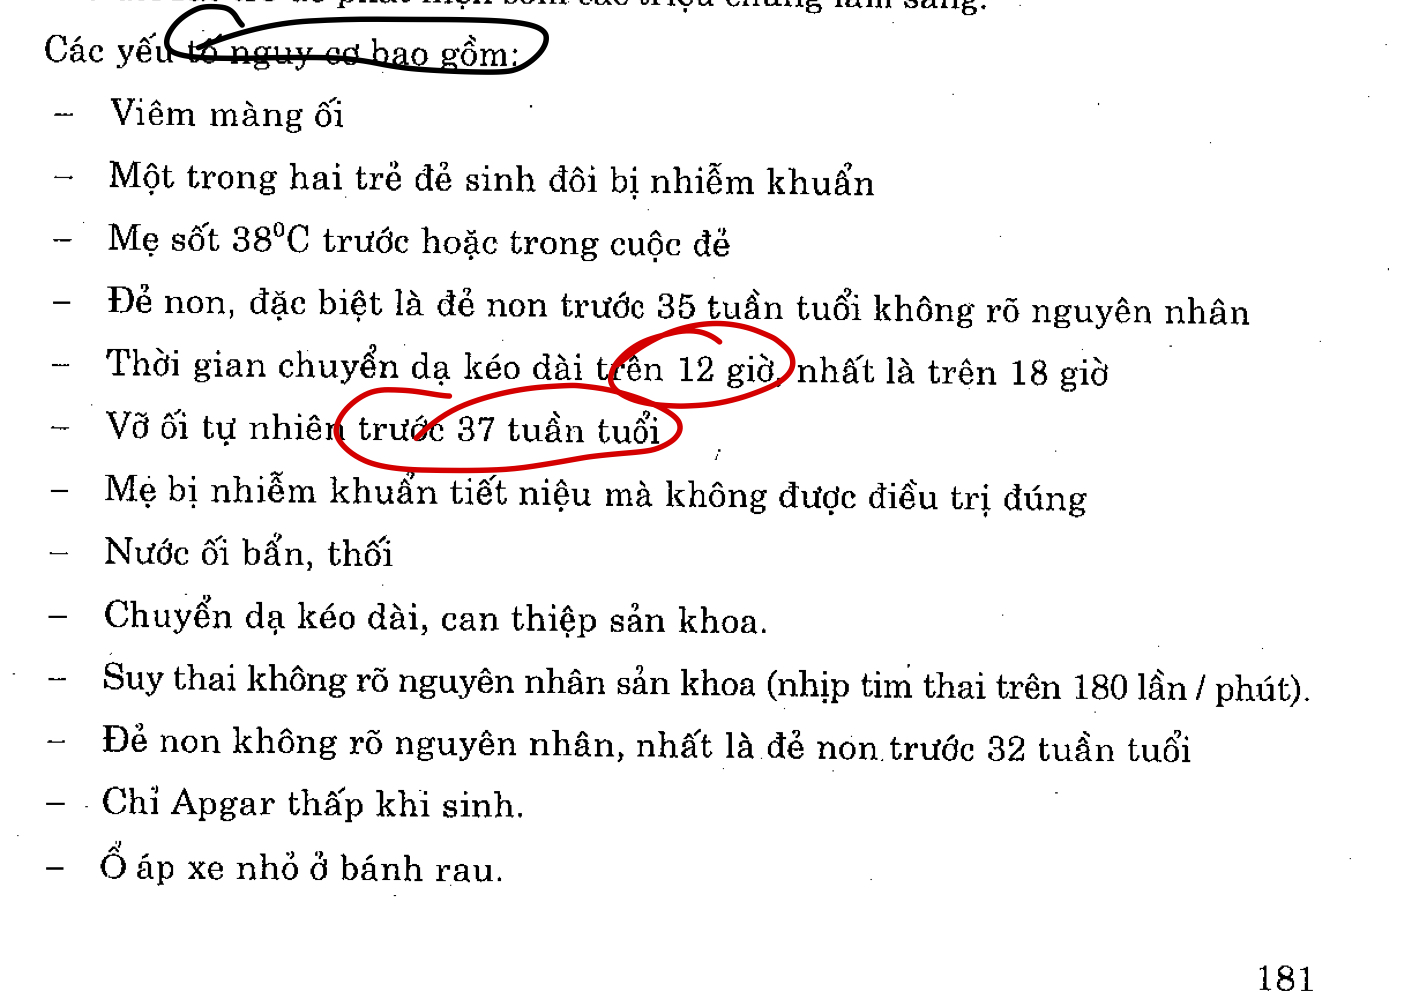 Các yếu tố nguy cơ bao gồm:
– Viêm màng ối
– Một trong hai trẻ đẻ sinh đôi bị nhiễm khuẩn
– Mẹ sốt 38⁰C trước hoặc trong cuộc đẻ
– Đẻ non, đặc biệt là đẻ non trước 35 tuần tuổi không rõ nguyên nhân
– Thời gian chuyển dạ kéo dài trên 12 giờ, nhất là trên 18 giờ
– Vỡ ối tự nhiên trước 37 tuần tuổi
– Mẹ bị nhiễm khuẩn tiết niệu mà không được điều trị đúng
– Nước ối bẩn, thối
– Chuyển dạ kéo dài, can thiệp sản khoa.
– Suy thai không rõ nguyên nhân sản khoa (nhịp tim thai trên 180 lần / phút).
– Đẻ non không rõ nguyên nhân, nhất là đẻ non trước 32 tuần tuổi
– Chỉ Apgar thấp khi sinh.
– Ổ áp xe nhỏ ở bánh rau.
181